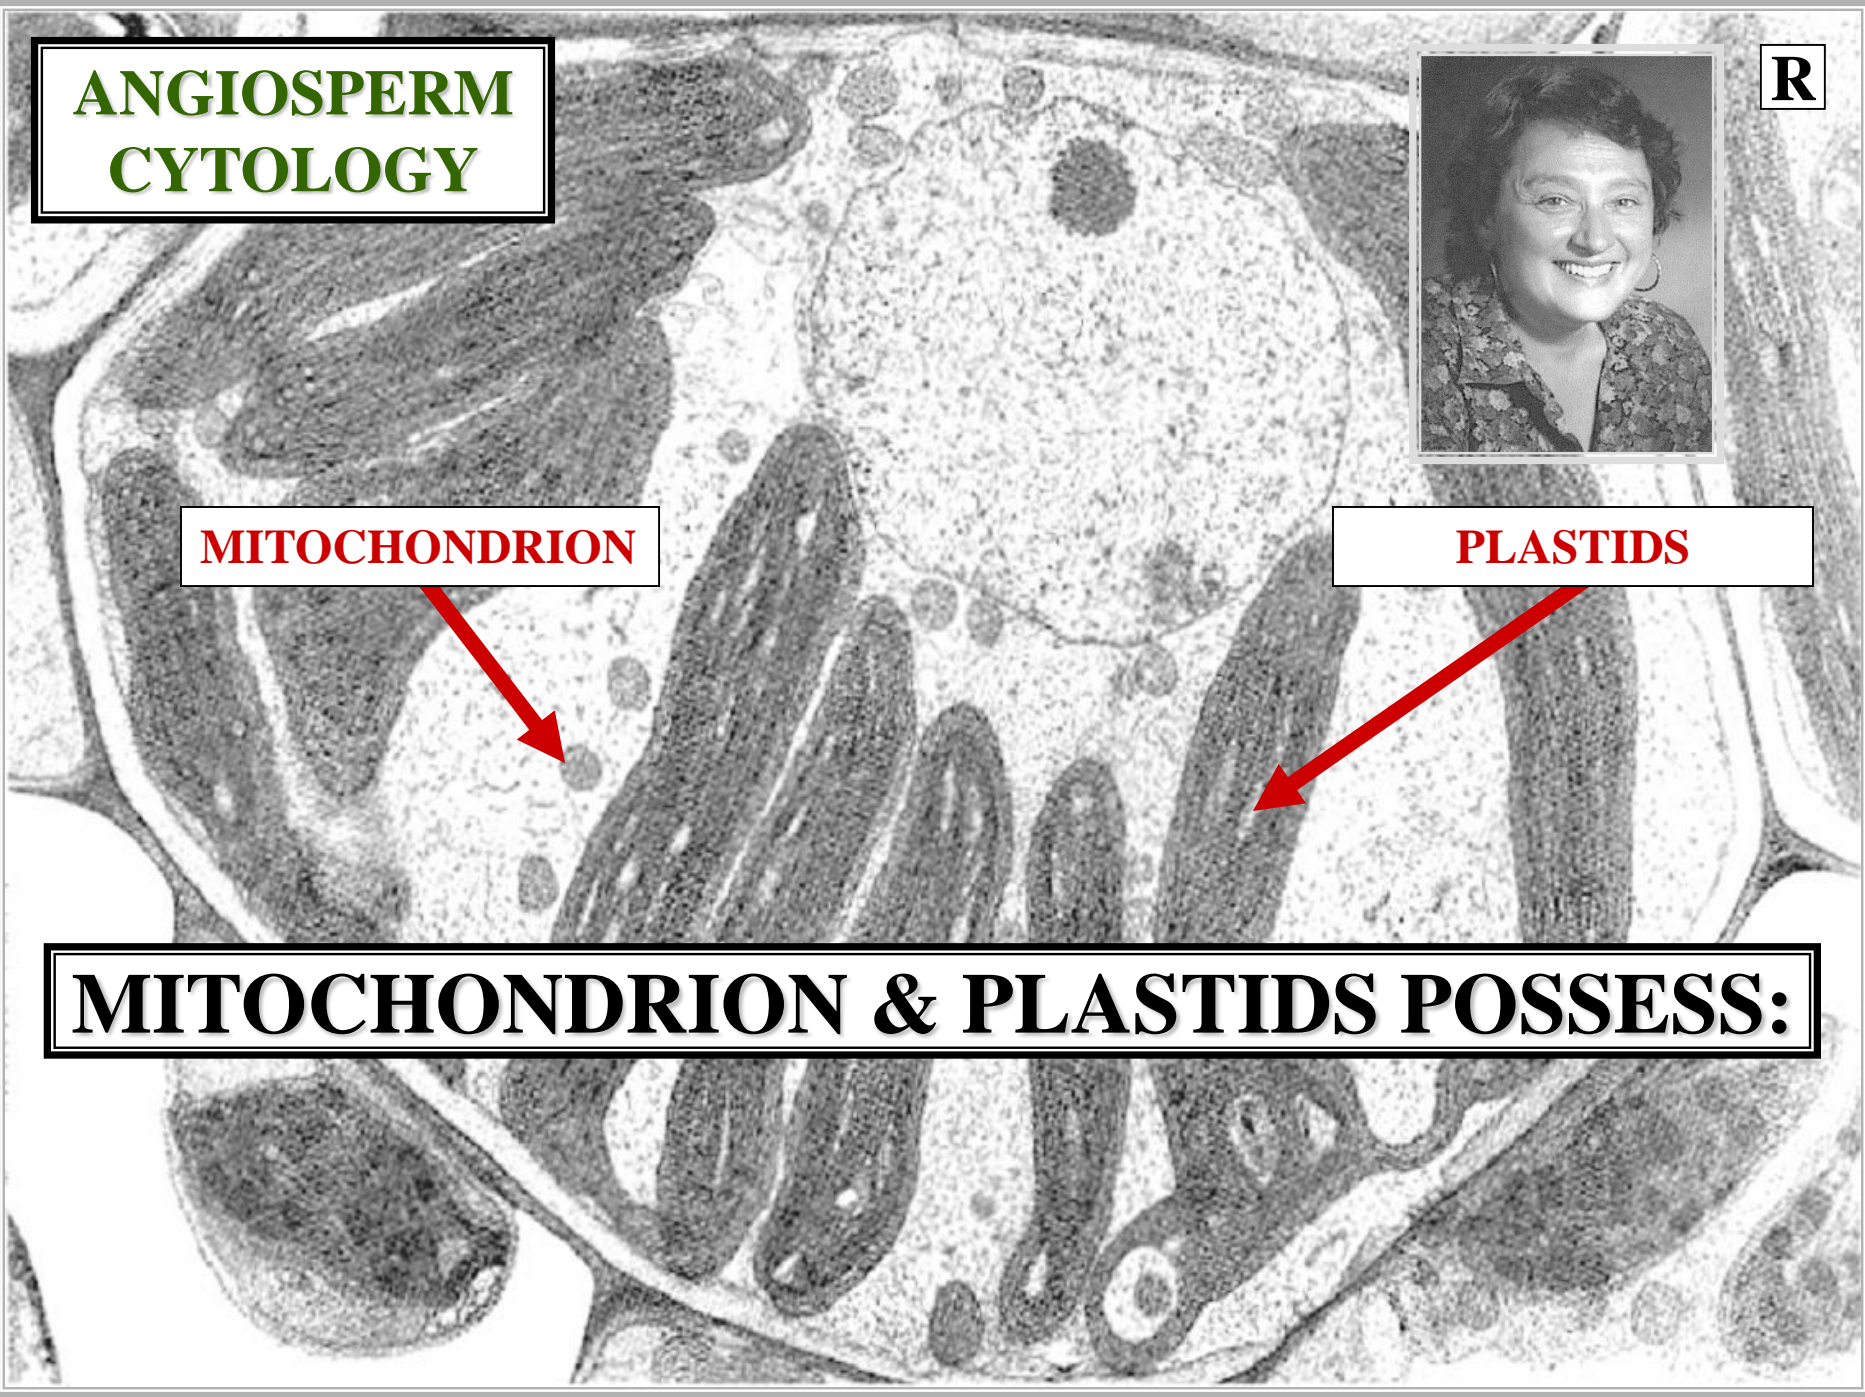 ANGIOSPERM
CYTOLOGY
R
MITOCHONDRION
PLASTIDS
MITOCHONDRION & PLASTIDS POSSESS: